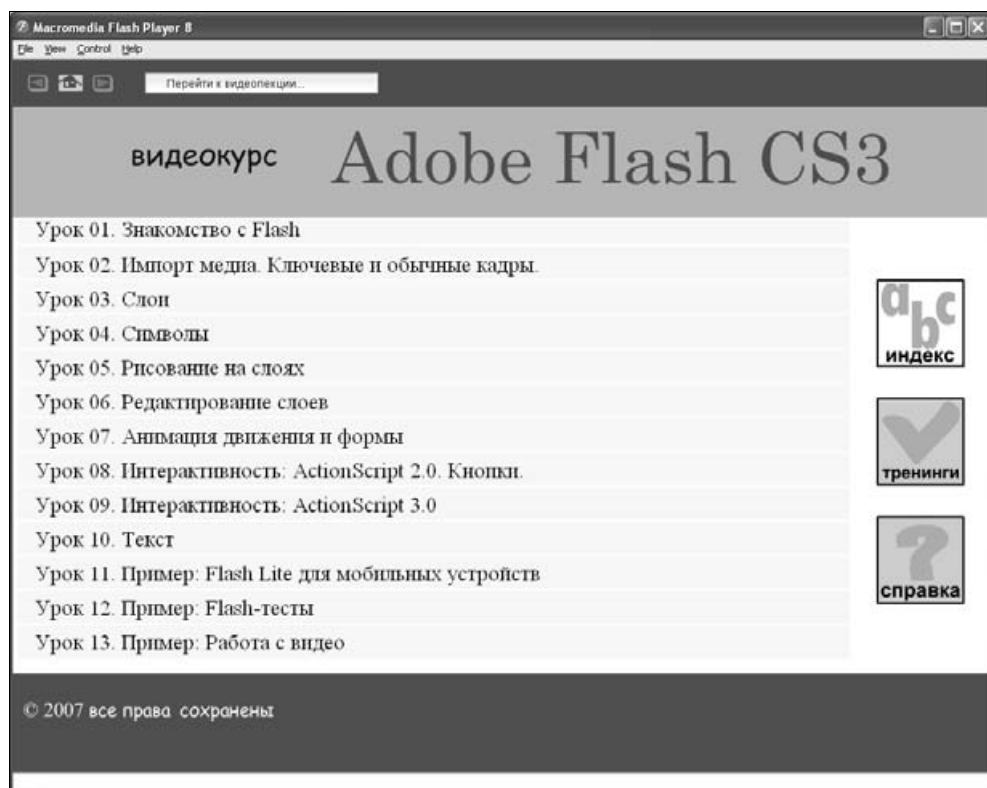 Macromedia Flash Player 8
File View Control Help
Перейти к видеолекции...
видеокурс Adobe Flash CS3
Урок 01. Знакомство с Flash
Урок 02. Импорт медиа. Ключевые и обычные кадры.
Урок 03. Слои
Урок 04. Символы
Урок 05. Рисование на слоях
Урок 06. Редактирование слоев
Урок 07. Анимация движения и формы
Урок 08. Интерактивность: ActionScript 2.0. Кнопки.
Урок 09. Интерактивность: ActionScript 3.0
Урок 10. Текст
Урок 11. Пример: Flash Lite для мобильных устройств
Урок 12. Пример: Flash-тесты
Урок 13. Пример: Работа с видео
abc
индекс
тренинги
?
справка
© 2007 все права сохранены